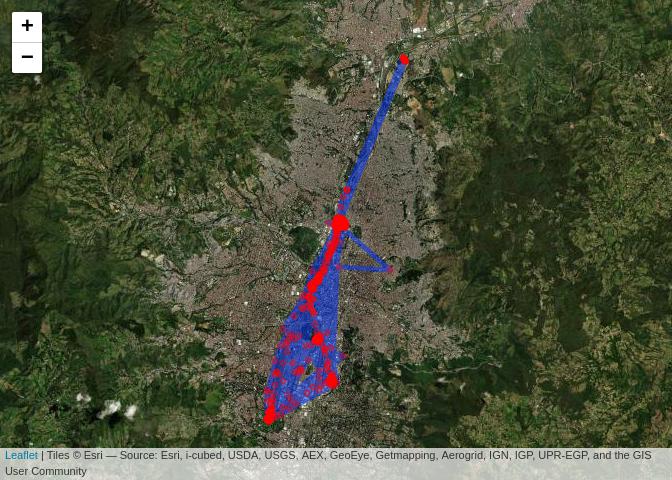 +
−
Leaflet | Tiles © Esri — Source: Esri, i-cubed, USDA, USGS, AEX, GeoEye, Getmapping, Aerogrid, IGN, IGP, UPR-EGP, and the GIS
User Community